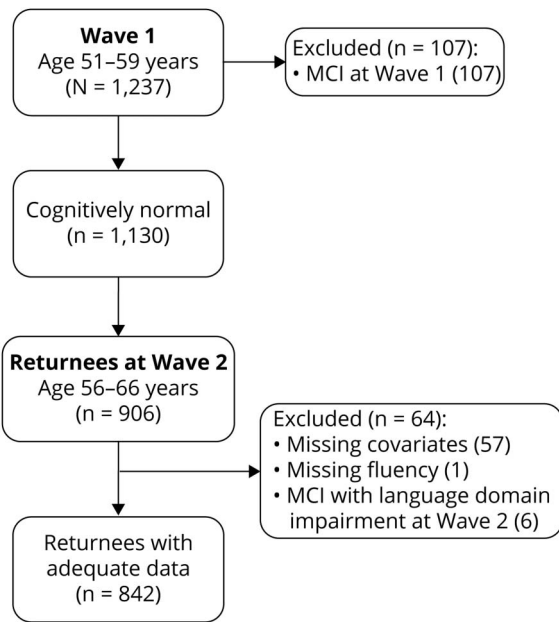 Wave 1
Age 51–59 years
(N = 1,237)
Excluded (n = 107):
• MCI at Wave 1 (107)
Cognitively normal
(n = 1,130)
Returnees at Wave 2
Age 56–66 years
(n = 906)
Excluded (n = 64):
• Missing covariates (57)
• Missing fluency (1)
• MCI with language domain
impairment at Wave 2 (6)
Returnees with
adequate data
(n = 842)